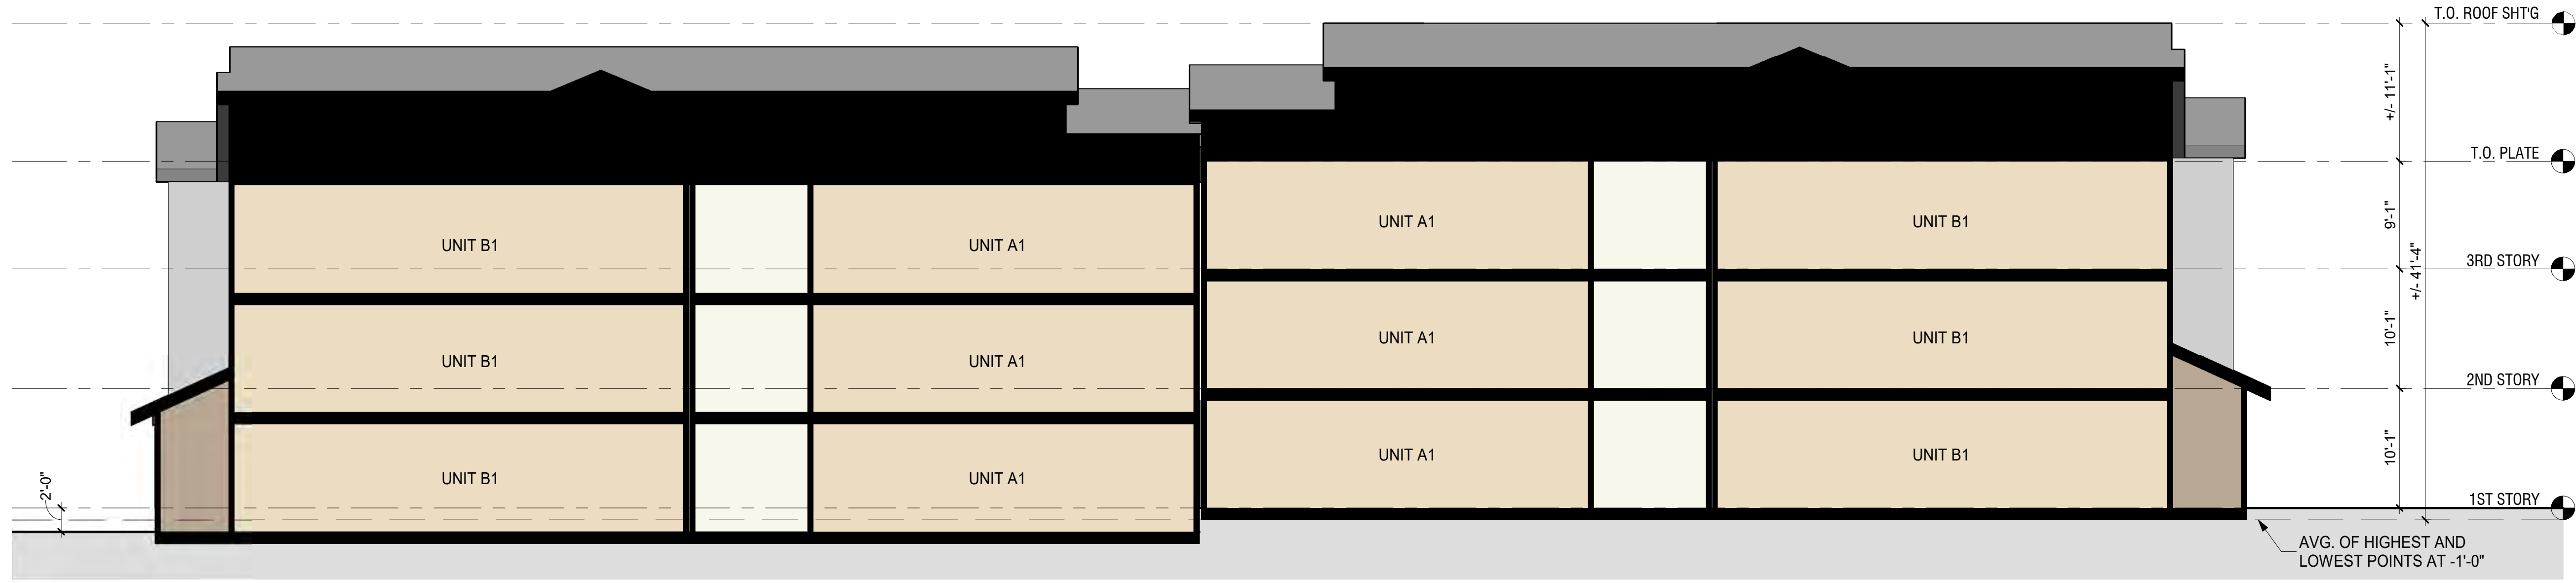 T.O. ROOF SHT'G
+/- 11'-1"
T.O. PLATE
9'-1"
UNIT A1
UNIT B1
UNIT B1
UNIT A1
+/- 41'-4"
3RD STORY
10'-1"
UNIT A1
UNIT B1
UNIT B1
UNIT A1
2ND STORY
10'-1"
UNIT A1
UNIT B1
UNIT B1
UNIT A1
2'-0"
1ST STORY
AVG. OF HIGHEST AND
LOWEST POINTS AT -1'-0"